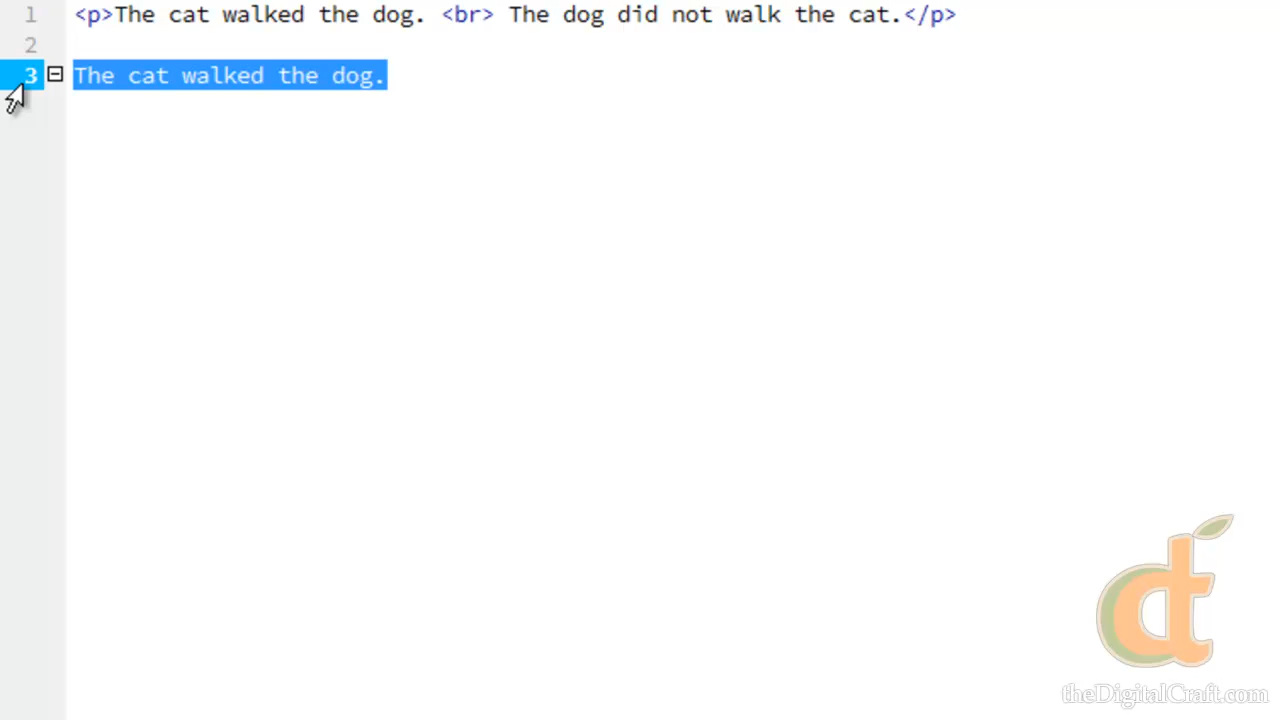 1 <p>The cat walked the dog. <br> The dog did not walk the cat.</p>
2
3 The cat walked the dog.
dt
theDigitalCraft.com